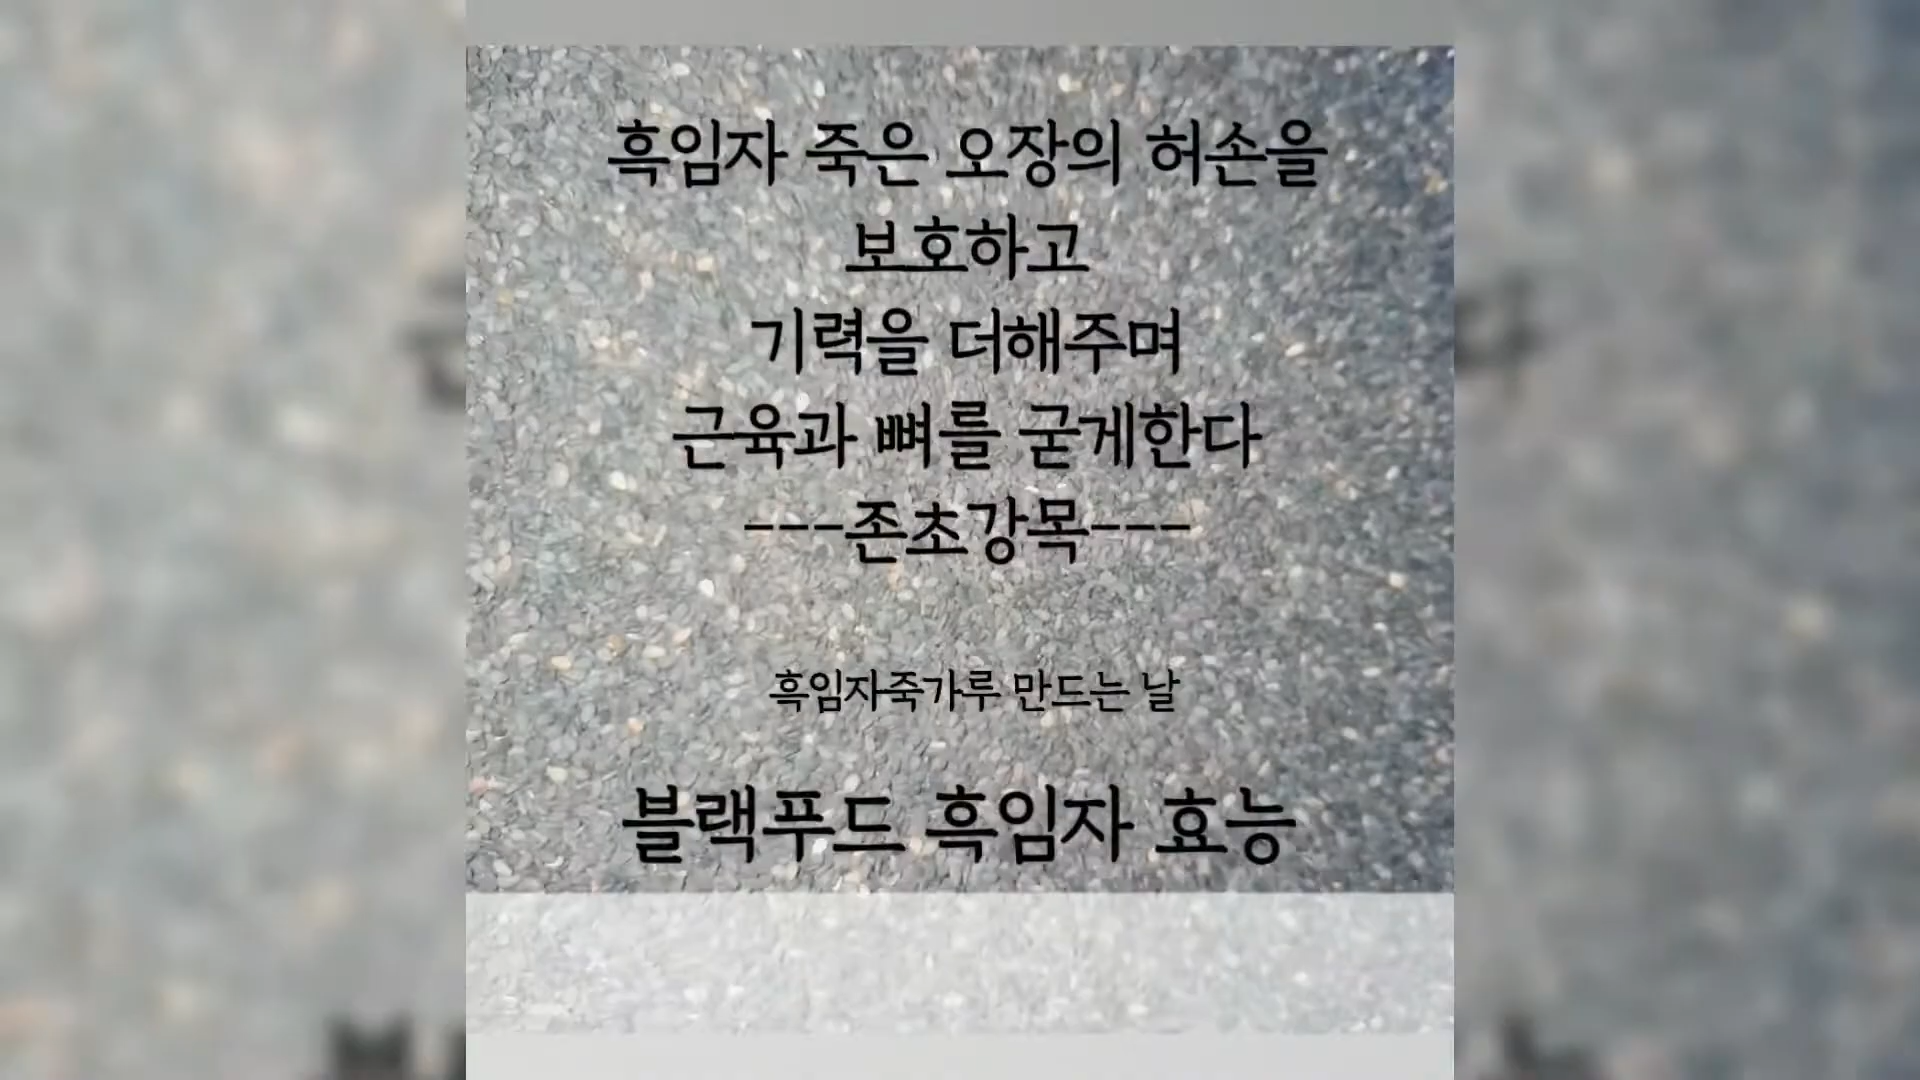 흑임자 죽은 오장의 허손을
보호하고
기력을 더해주며
근육과 뼈를 굳게한다
---존초강목---
흑임자죽가루 만드는 날
블랙푸드 흑임자 효능